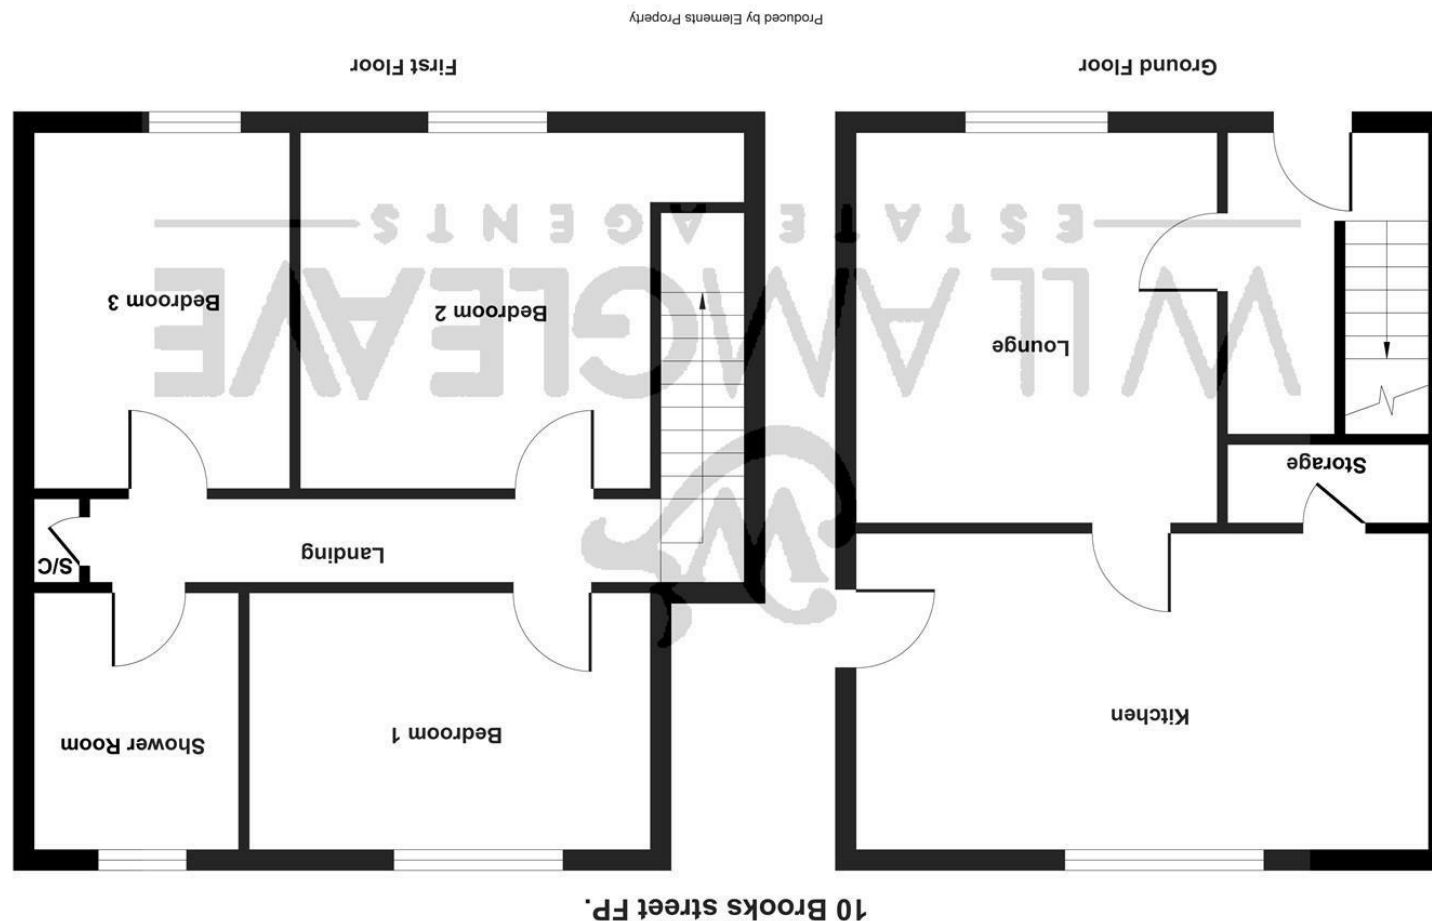 10 Brooks street FP.
Kitchen
Storage
Lounge
Ground Floor
Bedroom 1
Shower Room
Landing
S/C
Bedroom 2
Bedroom 3
First Floor
WILLIAMGLEAVE
ESTATE AGENTS
Produced by Elements Property